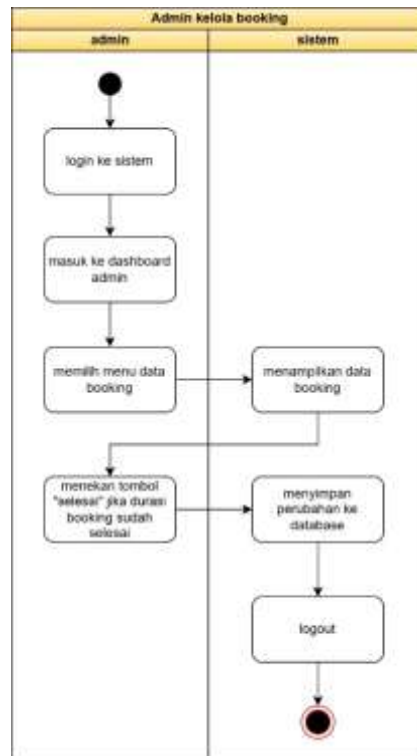 Admin kelola booking
admin
sistem
login ke sistem
masuk ke dashboard
admin
memilih menu data
booking
menampilkan data
booking
menekan tombol
"selesai" jika durasi
booking sudah
selesai
menyimpan
perubahan ke
database
logout